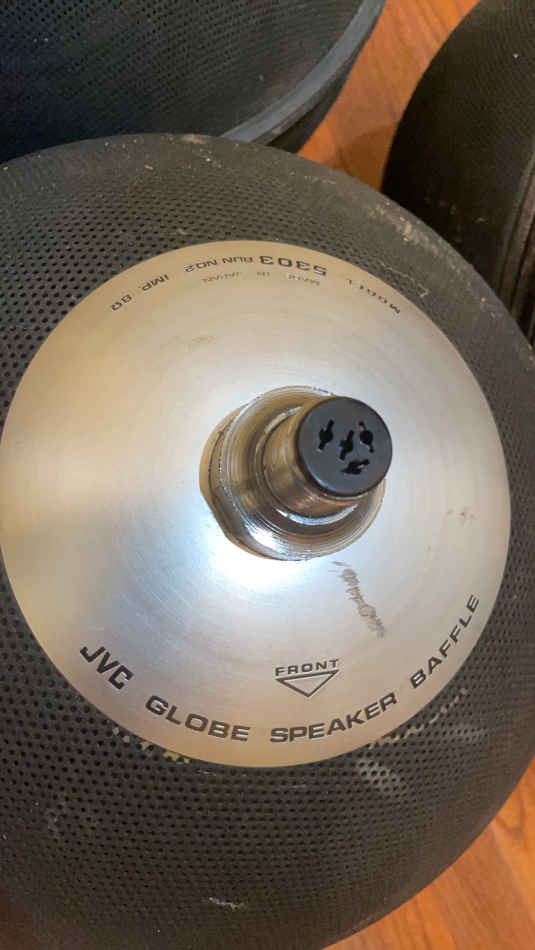 MODEL 5303 RUN NO.2 IMP. 8Ω
MADE IN JAPAN
FRONT
JVC GLOBE SPEAKER BAFFLE